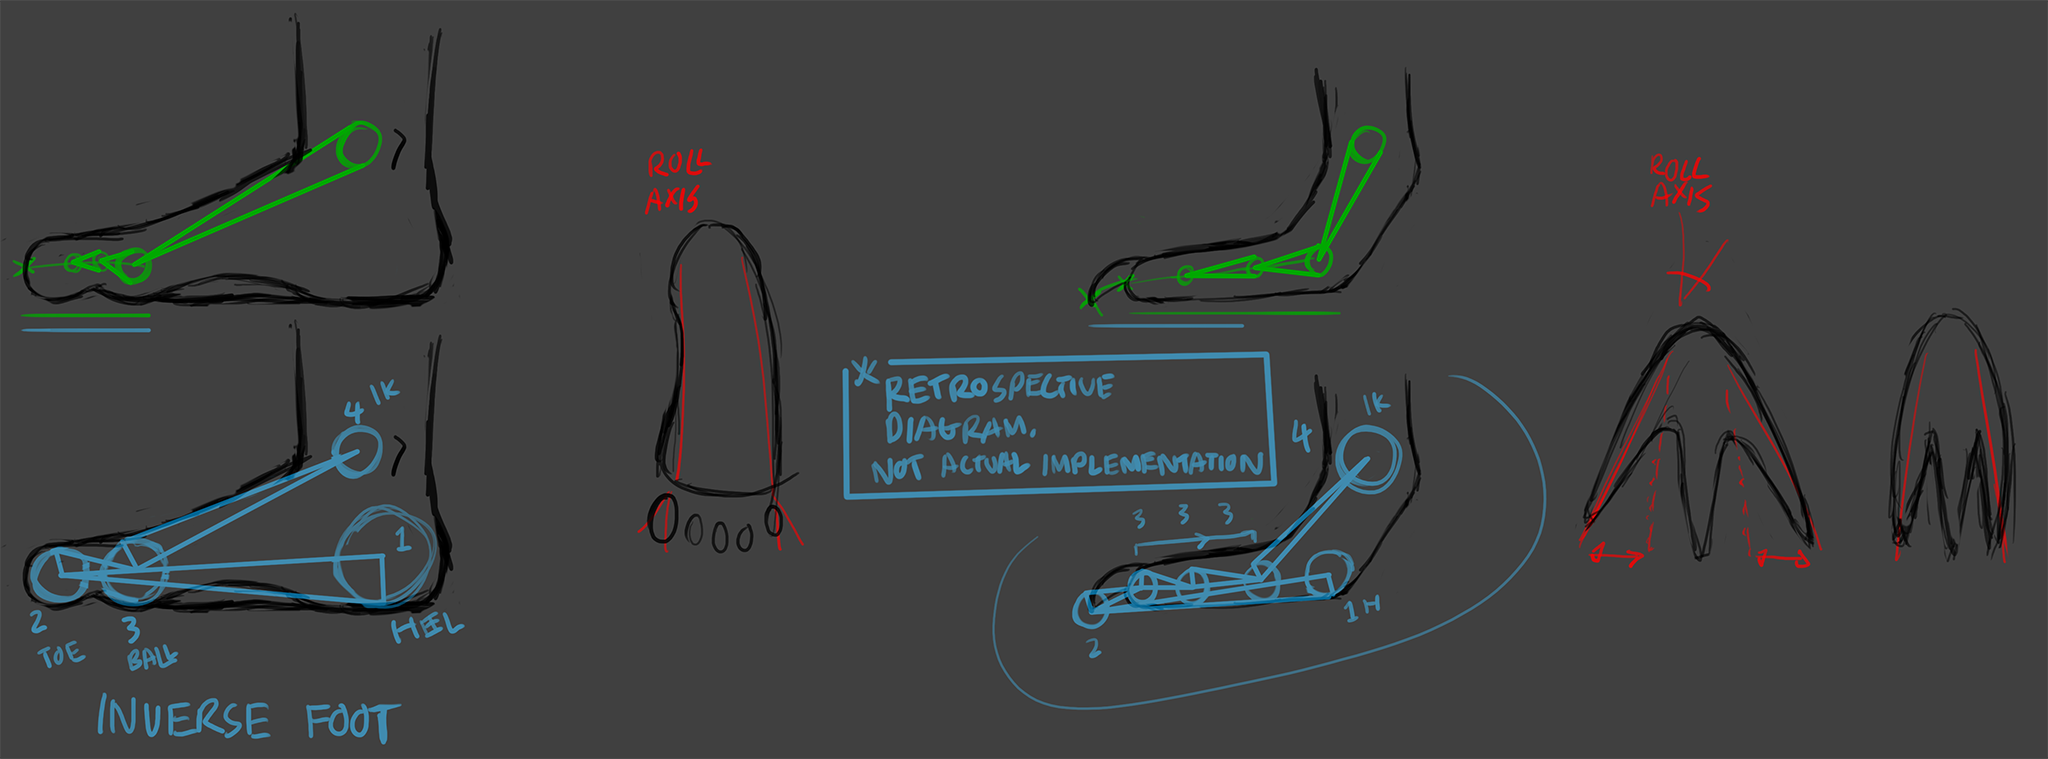 ROLL
AXIS
4 IK
1
HEEL
2
TOE
3
BALL
INVERSE FOOT
* RETROSPECTIVE
DIAGRAM.
NOT ACTUAL IMPLEMENTATION
IK
4
3 3 3
1 H
2
ROLL
AXIS